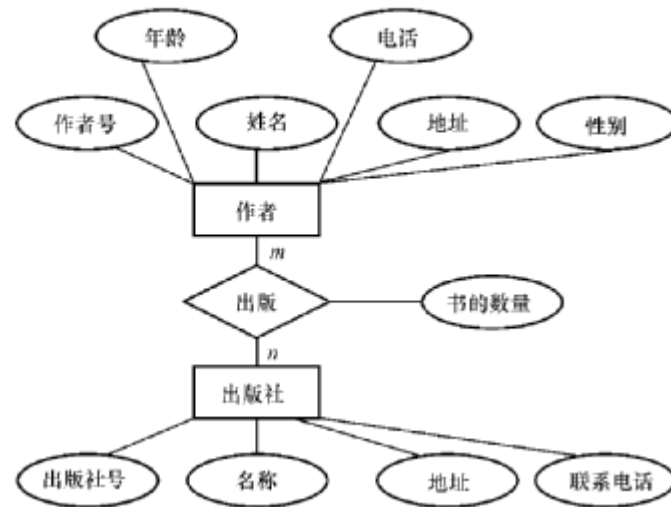 年龄
电话
作者号
姓名
地址
性别
作者
m
出版
书的数量
n
出版社
出版社号
名称
地址
联系电话